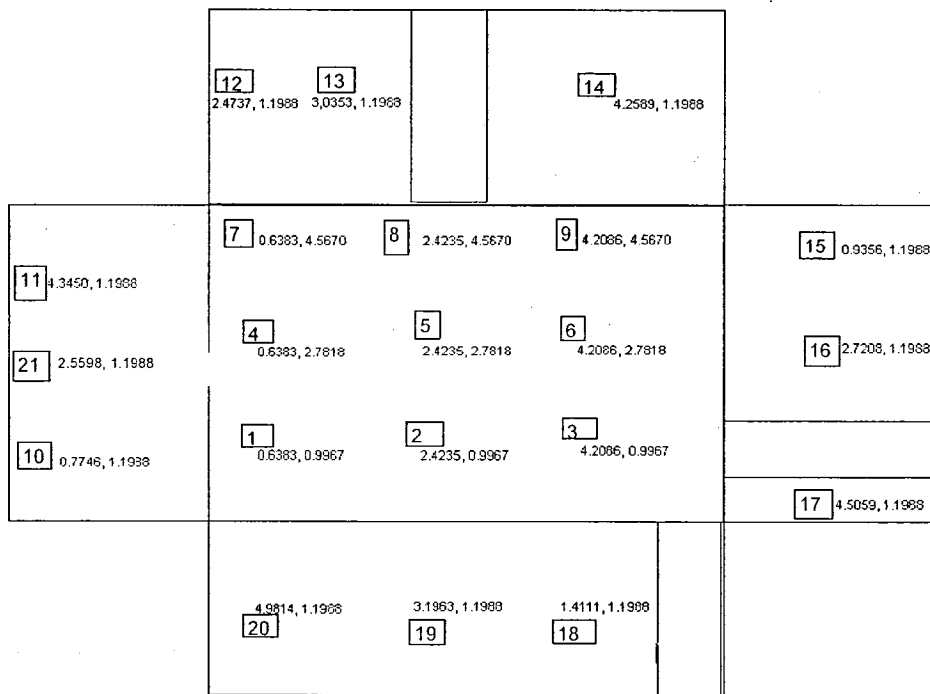 12 13 14
2.4737, 1.1988 3,0353, 1.1988 4.2589, 1.1988
7 0.6383, 4.5670 8 2.4235, 4.5670 9 4.2086, 4.5670 15 0.9356, 1.1988
11 4.3450, 1.1988
4 5 6
0.6383, 2.7818 2.4235, 2.7818 4.2086, 2.7818 16 2.7208, 1.1988
21 2.5598, 1.1988
1 2 3
0.6383, 0.9967 2.4235, 0.9967 4.2086, 0.9967
10 0.7746, 1.1988
17 4.5059, 1.1988
4.9814, 1.1988 3.1963, 1.1988 1.4111, 1.1988
20 19 18